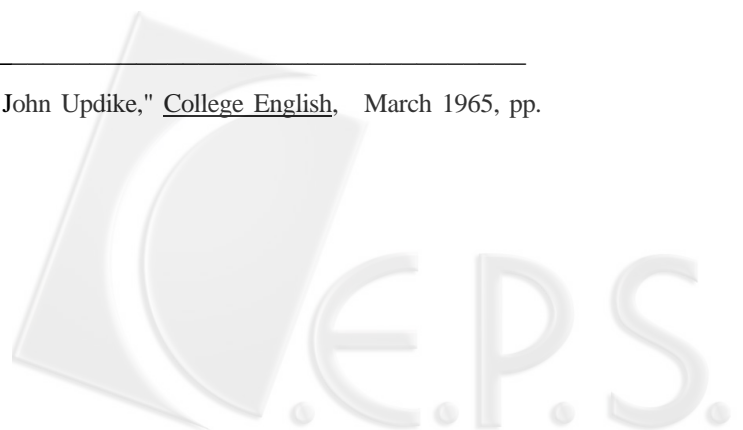 John Updike," College English, March 1965, pp.
C.E.P.S.